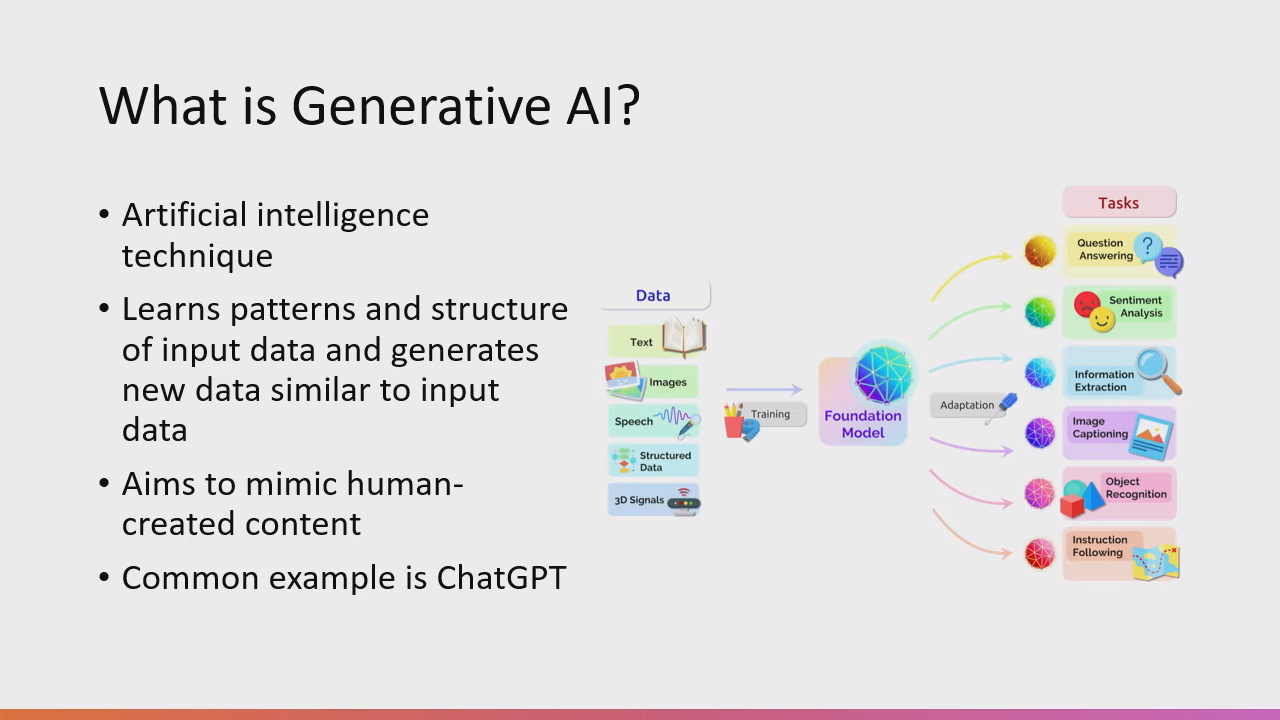 What is Generative AI?
• Artificial intelligence
technique
• Learns patterns and structure
of input data and generates
new data similar to input
data
• Aims to mimic human-
created content
• Common example is ChatGPT
Data
Text
Images
Speech
Structured
Data
3D Signals
Training
Foundation
Model
Adaptation
Tasks
Question
Answering
Sentiment
Analysis
Information
Extraction
Image
Captioning
Object
Recognition
Instruction
Following